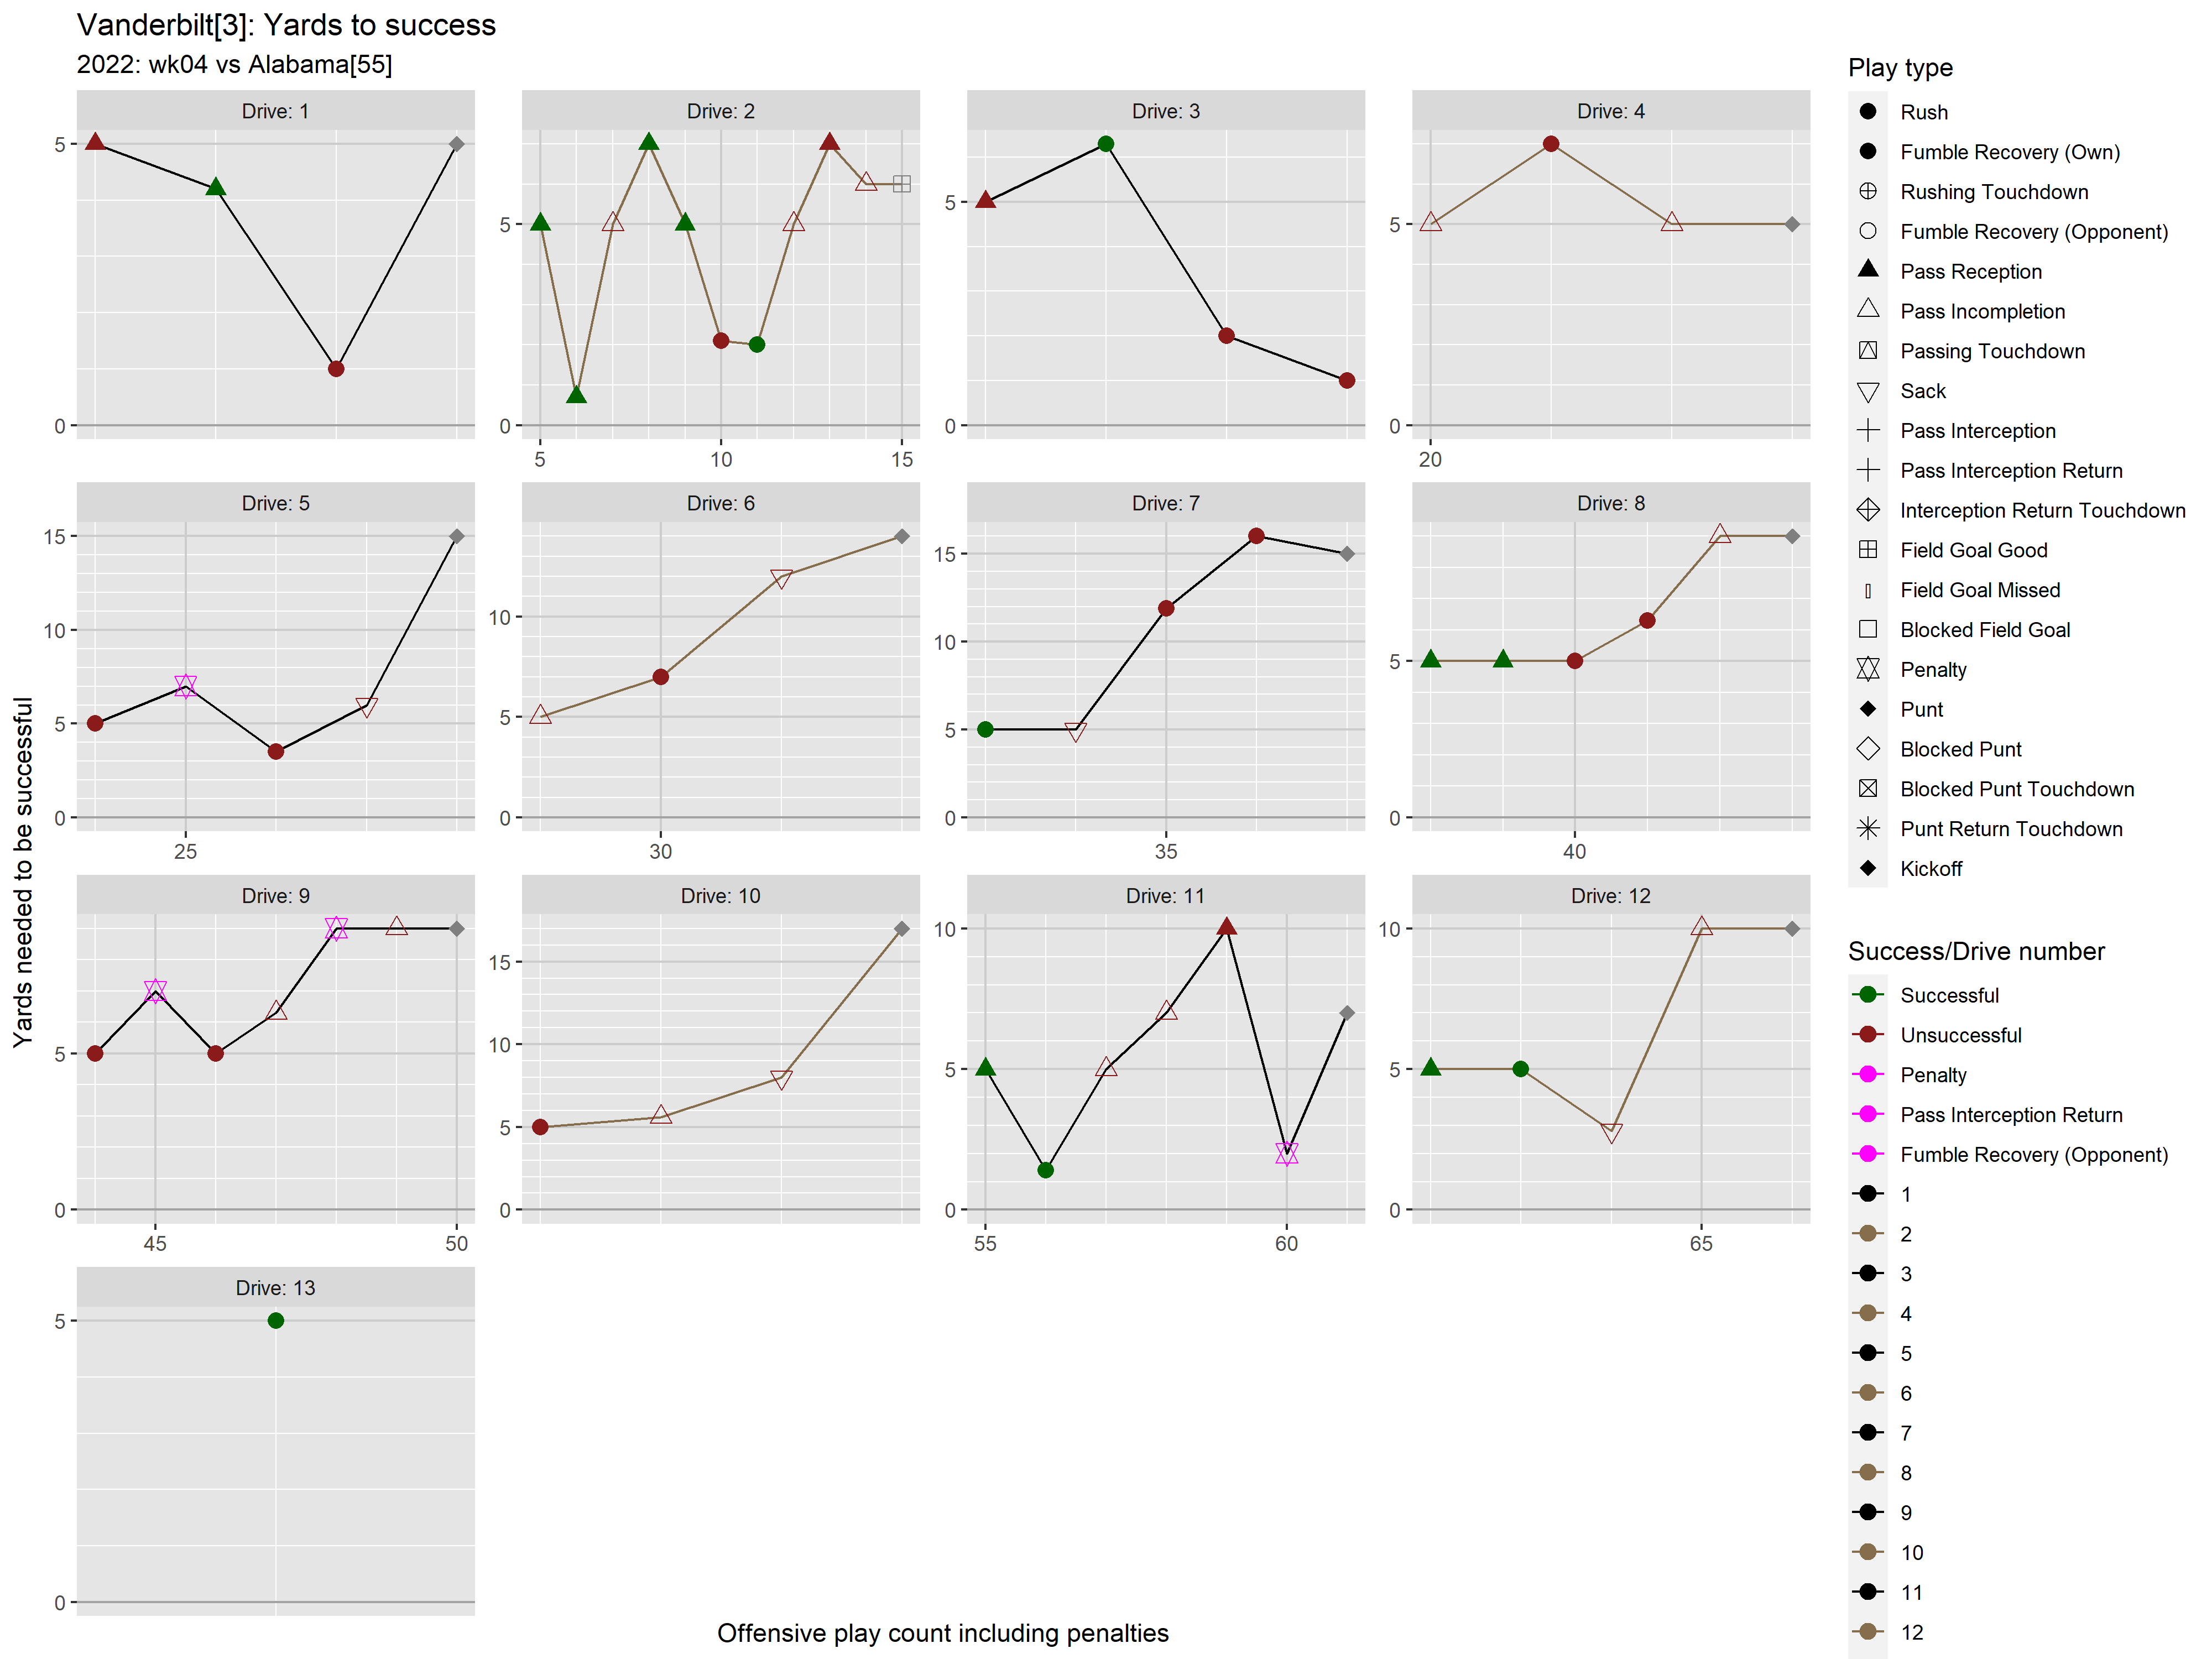 Vanderbilt[3]: Yards to success
2022: wk04 vs Alabama[55]
Drive: 1
5
0
Drive: 2
5
0
5 10 15
Drive: 3
5
0
Drive: 4
5
0
20
Drive: 5
15
10
5
0
25
Drive: 6
10
5
0
30
Drive: 7
15
10
5
0
35
Drive: 8
5
0
40
Drive: 9
5
0
45 50
Drive: 10
15
10
5
0
Drive: 11
10
5
0
55 60
Drive: 12
10
5
0
65
Drive: 13
5
0
Yards needed to be successful
Offensive play count including penalties
Play type
Rush
Fumble Recovery (Own)
Rushing Touchdown
Fumble Recovery (Opponent)
Pass Reception
Pass Incompletion
Passing Touchdown
Sack
Pass Interception
Pass Interception Return
Interception Return Touchdown
Field Goal Good
Field Goal Missed
Blocked Field Goal
Penalty
Punt
Blocked Punt
Blocked Punt Touchdown
Punt Return Touchdown
Kickoff
Success/Drive number
Successful
Unsuccessful
Penalty
Pass Interception Return
Fumble Recovery (Opponent)
1
2
3
4
5
6
7
8
9
10
11
12